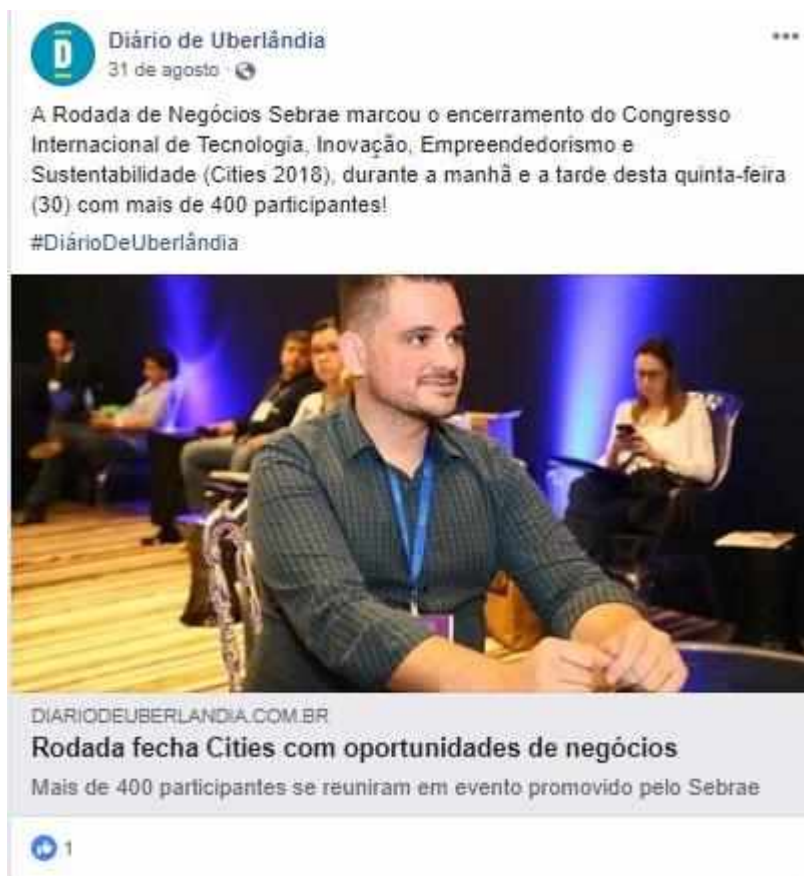 D
Diário de Uberlândia
31 de agosto
A Rodada de Negócios Sebrae marcou o encerramento do Congresso
Internacional de Tecnologia, Inovação, Empreendedorismo e
Sustentabilidade (Cities 2018), durante a manhã e a tarde desta quinta-feira
(30) com mais de 400 participantes!
#DiárioDeUberlândia
DIARIODEUBERLANDIA.COM.BR
Rodada fecha Cities com oportunidades de negócios
Mais de 400 participantes se reuniram em evento promovido pelo Sebrae
1